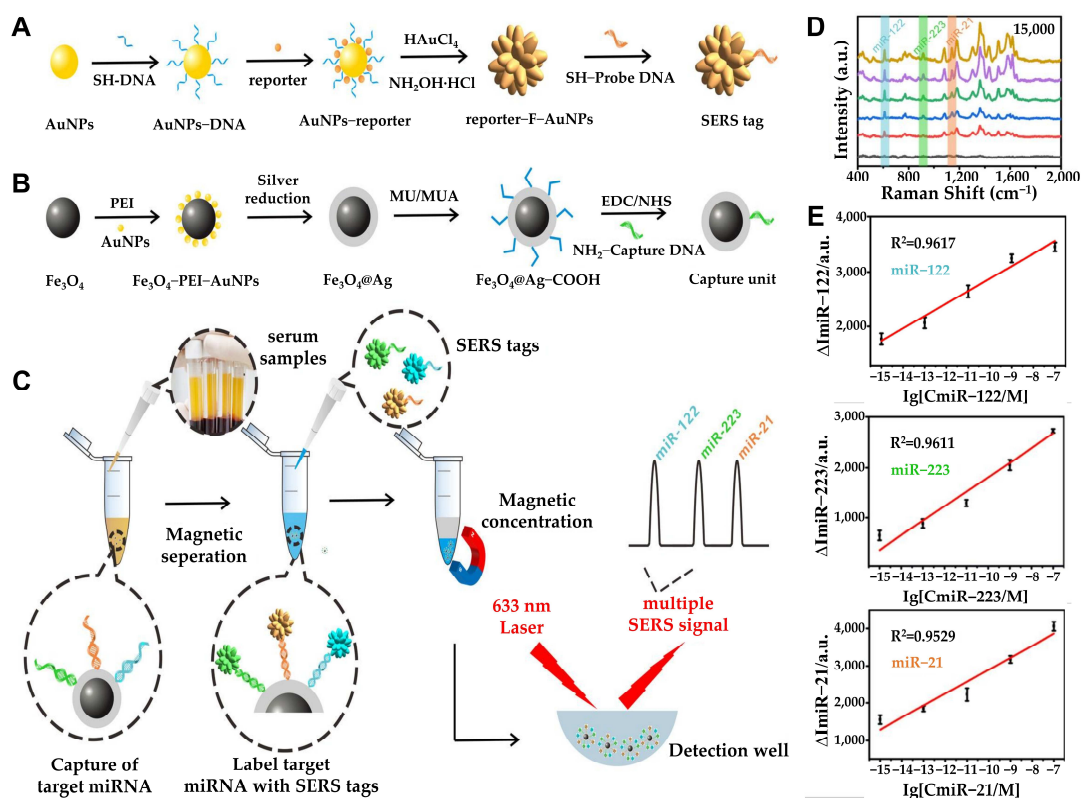 A
SH-DNA
reporter
HAuCl4
NH2OH·HCl
SH-Probe DNA
AuNPs
AuNPs-DNA
AuNPs-reporter
reporter-F-AuNPs
SERS tag
B
PEI
AuNPs
Silver
reduction
MU/MUA
EDC/NHS
NH2-Capture DNA
Fe3O4
Fe3O4-PEI-AuNPs
Fe3O4@Ag
Fe3O4@Ag-COOH
Capture unit
C
serum
samples
SERS tags
Magnetic
seperation
Magnetic
concentration
miR-122
miR-223
miR-21
633 nm
Laser
multiple
SERS signal
Detection well
Capture of
target miRNA
Label target
miRNA with SERS tags
D
miR-122
miR-223
miR-21
15,000
Intensity (a.u.)
400 800 1,200 1,600 2,000
Raman Shift (cm−1)
E
4,000
3,000
2,000
R2=0.9617
miR−122
ΔImiR−122/a.u.
−15 −14 −13 −12 −11 −10 −9 −8 −7
Ig[CmiR−122/M]
3,000
2,000
1,000
R2=0.9611
miR−223
ΔImiR−223/a.u.
−15 −14 −13 −12 −11 −10 −9 −8 −7
Ig[CmiR−223/M]
4,000
3,000
2,000
1,000
R2=0.9529
miR−21
ΔImiR−21/a.u.
−15 −14 −13 −12 −11 −10 −9 −8 −7
Ig[CmiR−21/M]